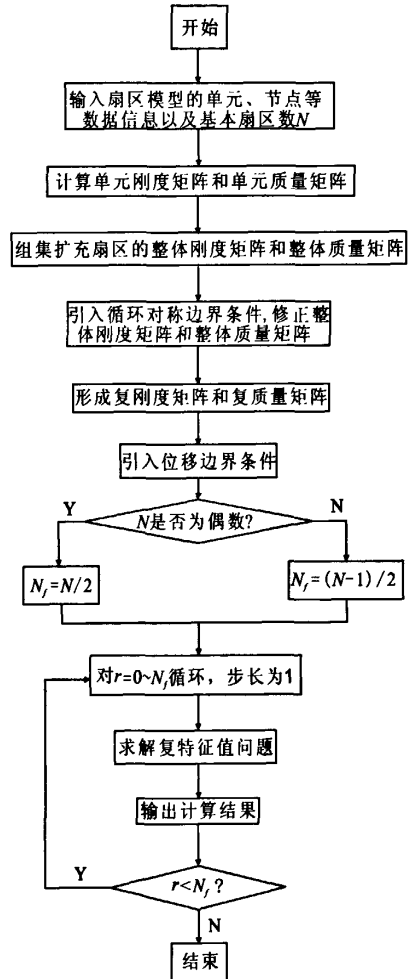 开始
输入扇区模型的单元、节点等
数据信息以及基本扇区数N
计算单元刚度矩阵和单元质量矩阵
组集扩充扇区的整体刚度矩阵和整体质量矩阵
引入循环对称边界条件,修正整
体刚度矩阵和整体质量矩阵
形成复刚度矩阵和复质量矩阵
引入位移边界条件
Y
N是否为偶数?
N
N_f=N/2
N_f=(N-1)/2
对r=0~N_f循环，步长为1
求解复特征值问题
输出计算结果
Y
r<N_f?
N
结束